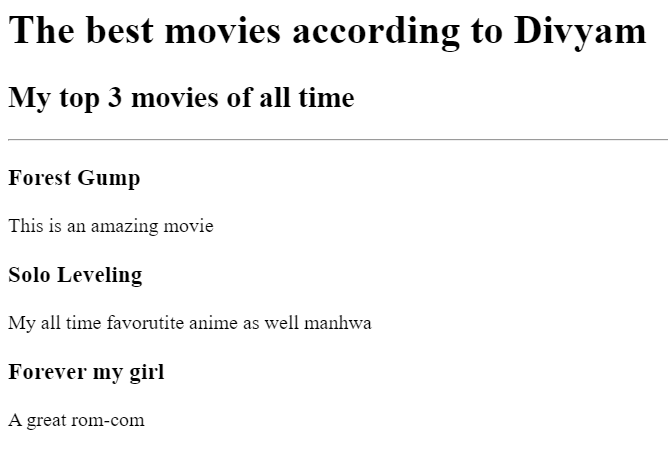 The best movies according to Divyam
My top 3 movies of all time
Forest Gump
This is an amazing movie
Solo Leveling
My all time favorutite anime as well manhwa
Forever my girl
A great rom-com